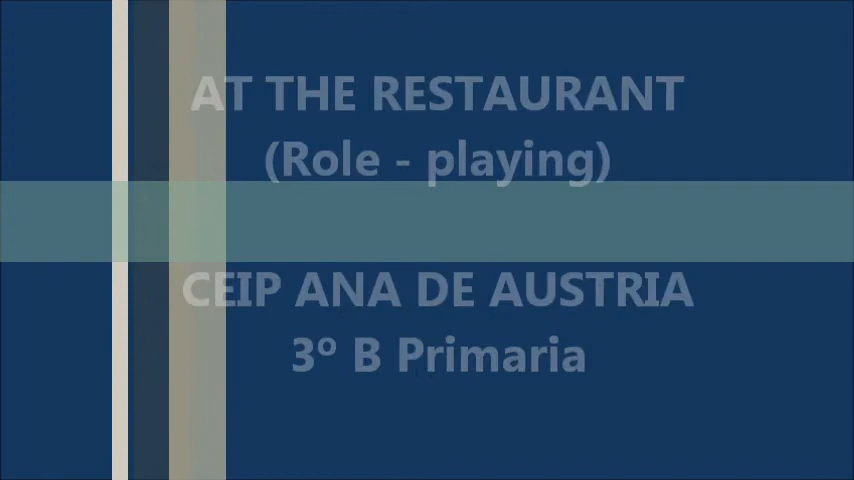 AT THE RESTAURANT
(Role - playing)
CEIP ANA DE AUSTRIA
3º B Primaria